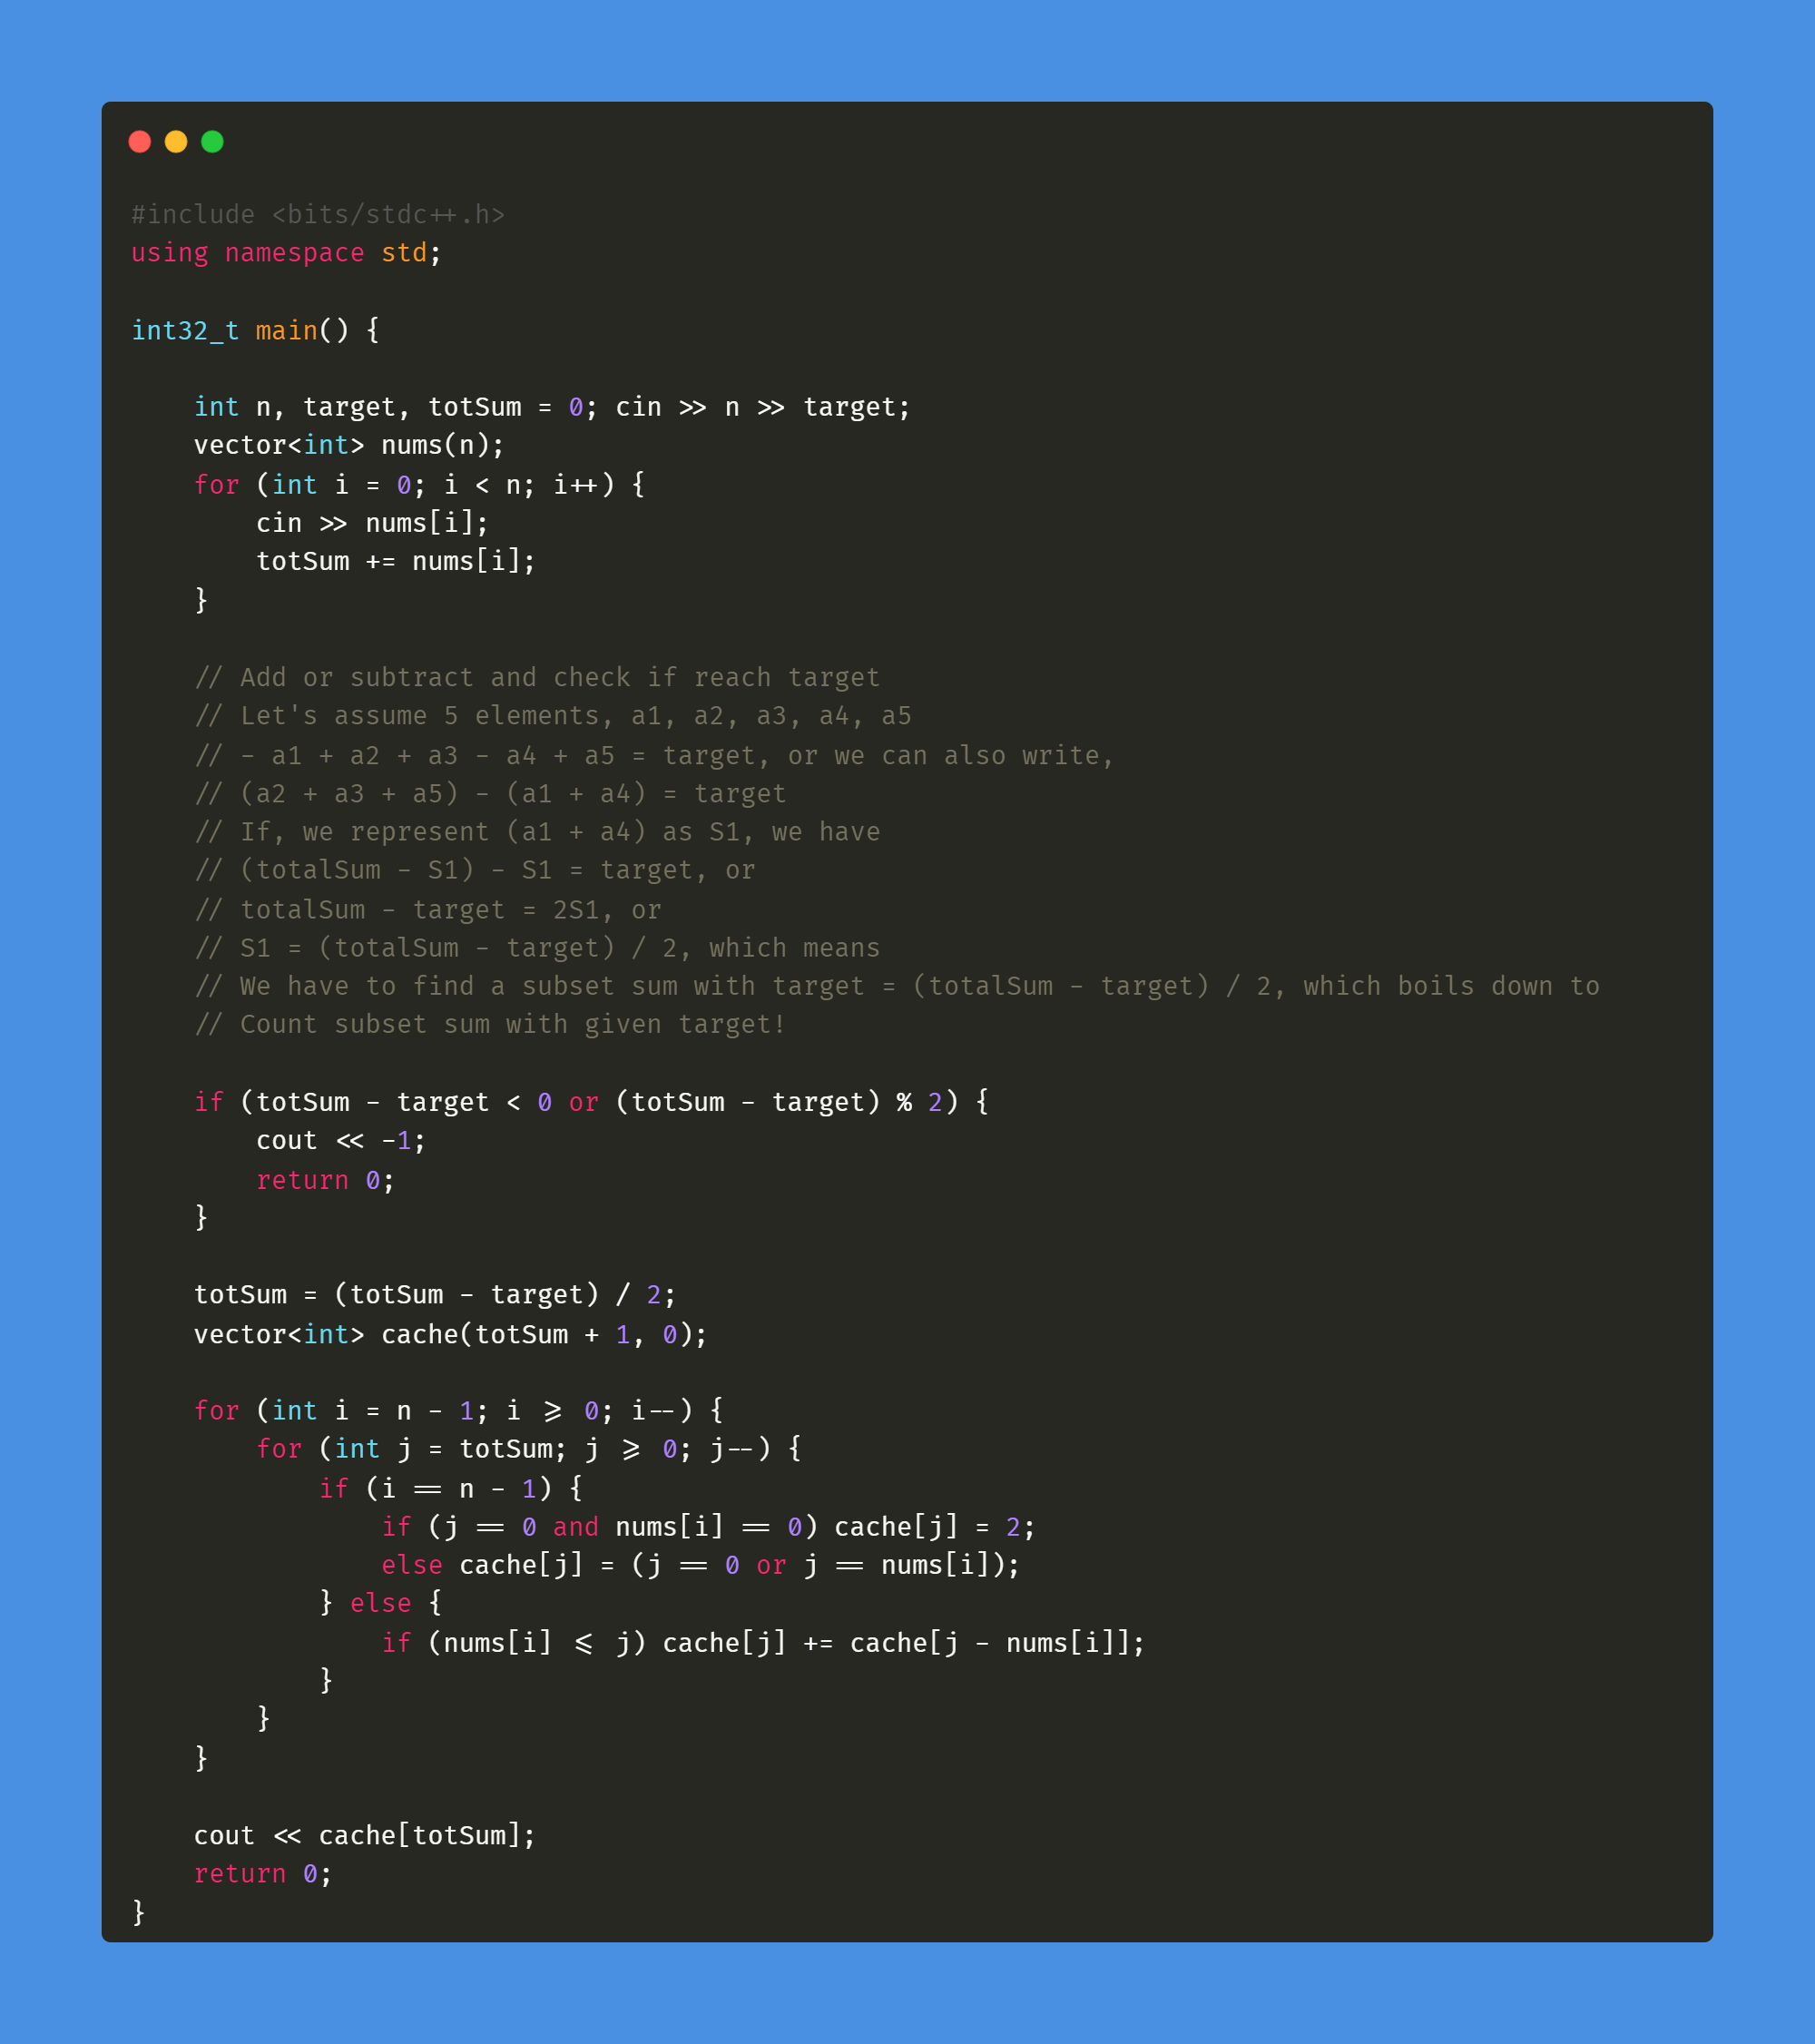 #include <bits/stdc++.h>
using namespace std;

int32_t main() {

    int n, target, totSum = 0; cin >> n >> target;
    vector<int> nums(n);
    for (int i = 0; i < n; i++) {
        cin >> nums[i];
        totSum += nums[i];
    }

    // Add or subtract and check if reach target
    // Let's assume 5 elements, a1, a2, a3, a4, a5
    // - a1 + a2 + a3 - a4 + a5 = target, or we can also write,
    // (a2 + a3 + a5) - (a1 + a4) = target
    // If, we represent (a1 + a4) as S1, we have
    // (totalSum - S1) - S1 = target, or
    // totalSum - target = 2S1, or
    // S1 = (totalSum - target) / 2, which means
    // We have to find a subset sum with target = (totalSum - target) / 2, which boils down to
    // Count subset sum with given target!

    if (totSum - target < 0 or (totSum - target) % 2) {
        cout << -1;
        return 0;
    }

    totSum = (totSum - target) / 2;
    vector<int> cache(totSum + 1, 0);

    for (int i = n - 1; i >= 0; i--) {
        for (int j = totSum; j >= 0; j--) {
            if (i == n - 1) {
                if (j == 0 and nums[i] == 0) cache[j] = 2;
                else cache[j] = (j == 0 or j == nums[i]);
            } else {
                if (nums[i] <= j) cache[j] += cache[j - nums[i]];
            }
        }
    }

    cout << cache[totSum];
    return 0;
}